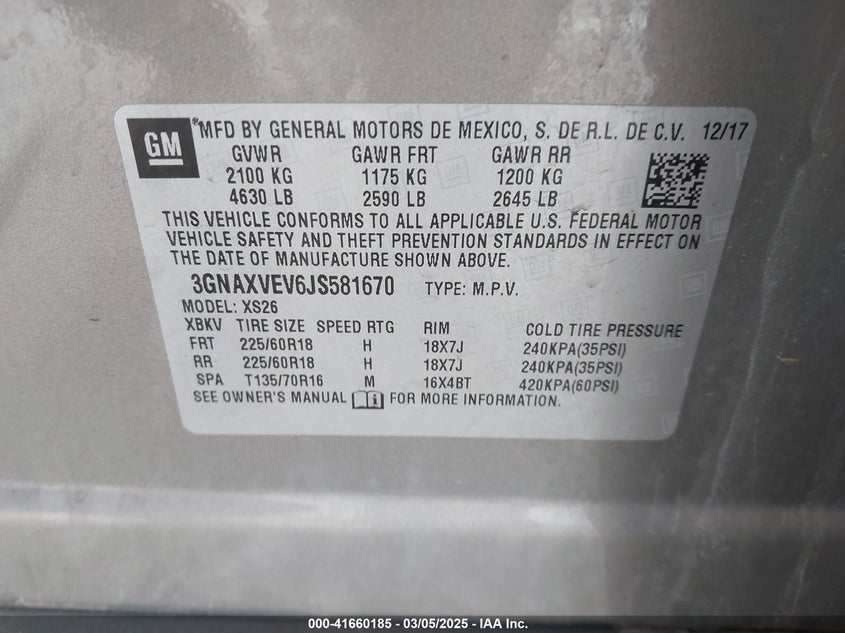 GM
®MFD BY GENERAL MOTORS DE MEXICO, S. DE R.L. DE C.V. 12/17
GVWR GAWR FRT GAWR RR
2100 KG 1175 KG 1200 KG
4630 LB 2590 LB 2645 LB
THIS VEHICLE CONFORMS TO ALL APPLICABLE U.S. FEDERAL MOTOR
VEHICLE SAFETY AND THEFT PREVENTION STANDARDS IN EFFECT ON
THE DATE OF MANUFACTURE SHOWN ABOVE.
3GNAXVEV6JS581670 TYPE: M.P.V.
MODEL: XS26
XBKV TIRE SIZE SPEED RTG RIM COLD TIRE PRESSURE
FRT 225/60R18 H 18X7J 240KPA(35PSI)
RR 225/60R18 H 18X7J 240KPA(35PSI)
SPA T135/70R16 M 16X4BT 420KPA(60PSI)
SEE OWNER'S MANUAL FOR MORE INFORMATION.
000-41660185 - 03/05/2025 - IAA Inc.